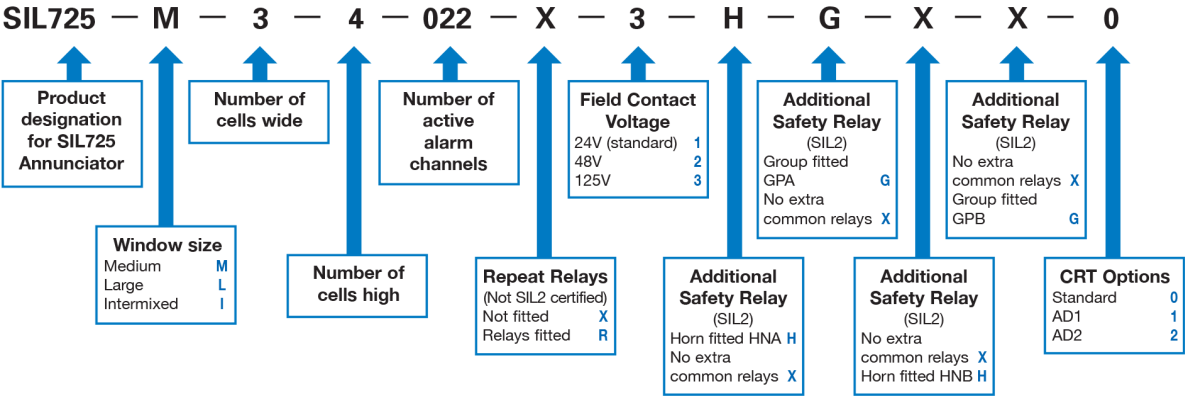 SIL725 — M — 3 — 4 — 022 — X — 3 — H — G — X — X — 0
Product
designation
for SIL725
Annunciator
Window size
Medium M
Large L
Intermixed I
Number of
cells wide
Number of
cells high
Number of
active
alarm
channels
Repeat Relays
(Not SIL2 certified)
Not fitted X
Relays fitted R
Field Contact
Voltage
24V (standard) 1
48V 2
125V 3
Additional
Safety Relay
(SIL2)
Horn fitted HNA H
No extra
common relays X
Additional
Safety Relay
(SIL2)
Group fitted
GPA G
No extra
common relays X
Additional
Safety Relay
(SIL2)
No extra
common relays X
Horn fitted HNB H
Additional
Safety Relay
(SIL2)
No extra
common relays X
Group fitted
GPB G
CRT Options
Standard 0
AD1 1
AD2 2